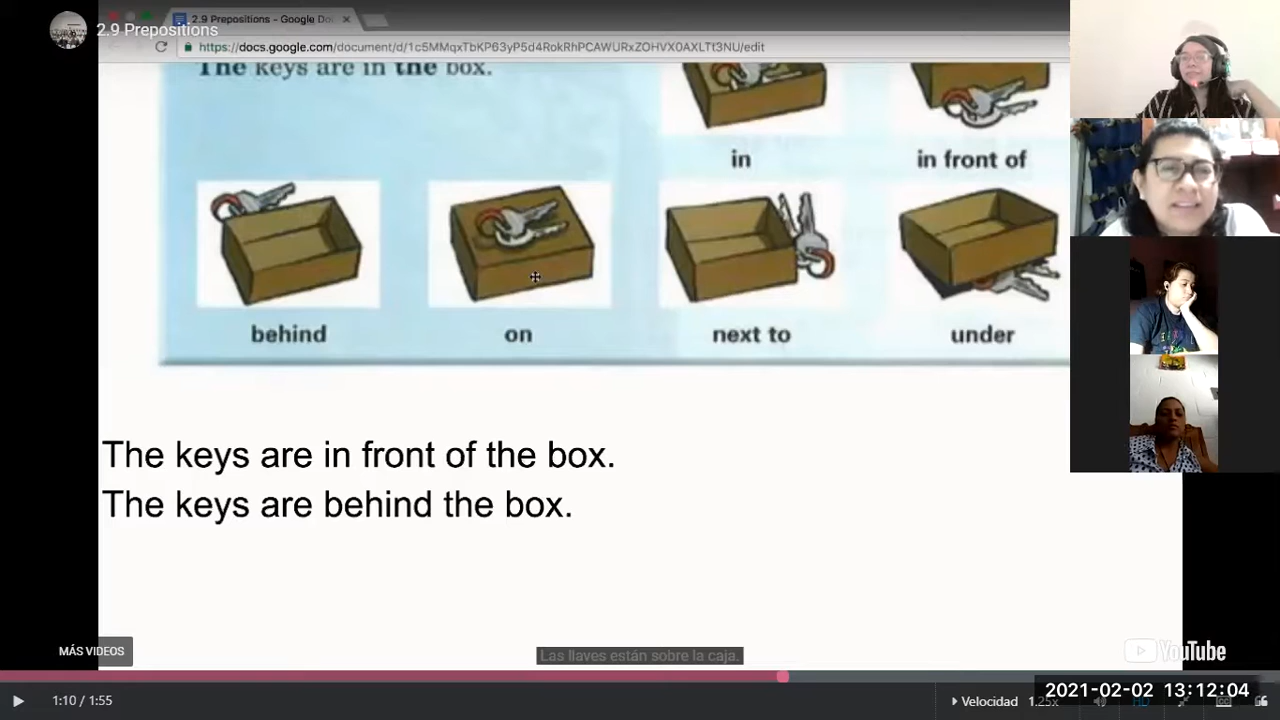 2.9 Prepositions - Google Do
2.9 Prepositions
https://docs.google.com/document/d/1c5MMqxTbKP63yP5d4RokRhPCAWURxZOHVX0AXLTt3NU/edit
The keys are in the box.
in
in front of
behind
on
next to
under
The keys are in front of the box.
The keys are behind the box.
MÁS VIDEOS
Las llaves están sobre la caja.
YouTube
1:10 / 1:55
Velocidad 1.25x
HD
2021-02-02 13:12:04